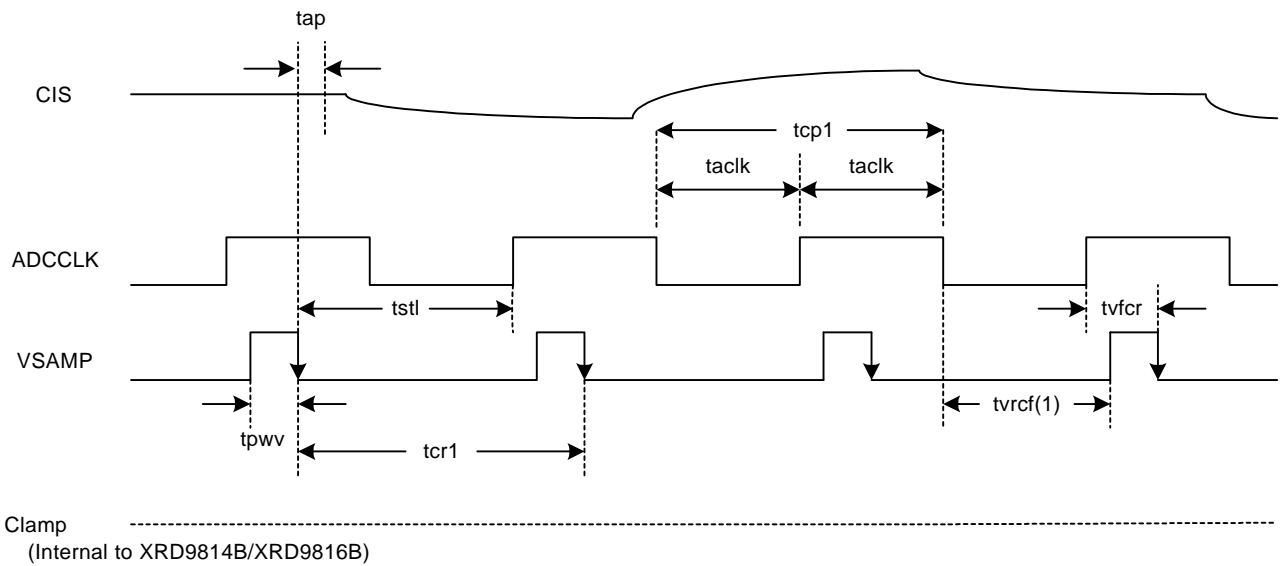 tap
CIS
tcp1
taclk taclk
ADCCLK
tstl tvfcr
VSAMP
tvrcf(1)
tpwv
tcr1
Clamp
(Internal to XRD9814B/XRD9816B)